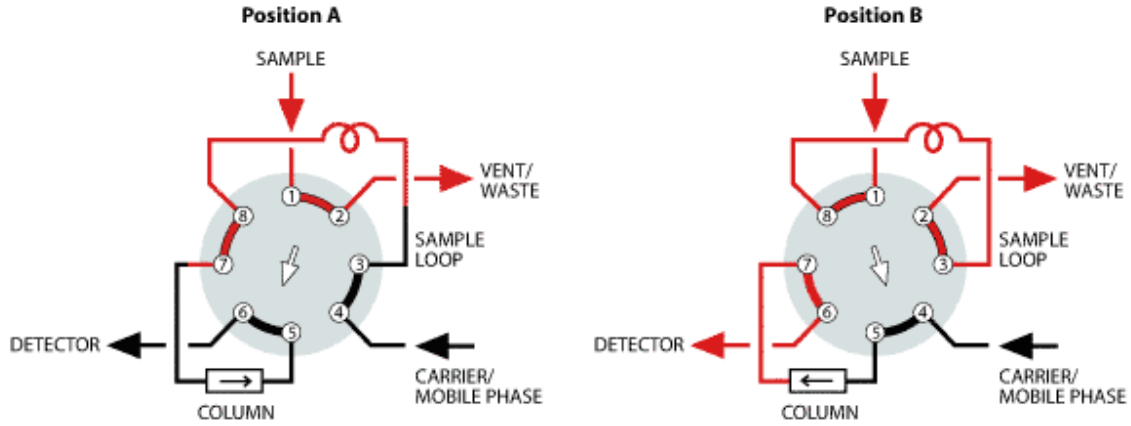 Position A
SAMPLE
VENT/
WASTE
1
2
8
SAMPLE
LOOP
7
3
6
4
5
DETECTOR
CARRIER/
MOBILE PHASE
COLUMN
Position B
SAMPLE
VENT/
WASTE
1
8
2
SAMPLE
LOOP
7
3
6
4
5
DETECTOR
CARRIER/
MOBILE PHASE
COLUMN